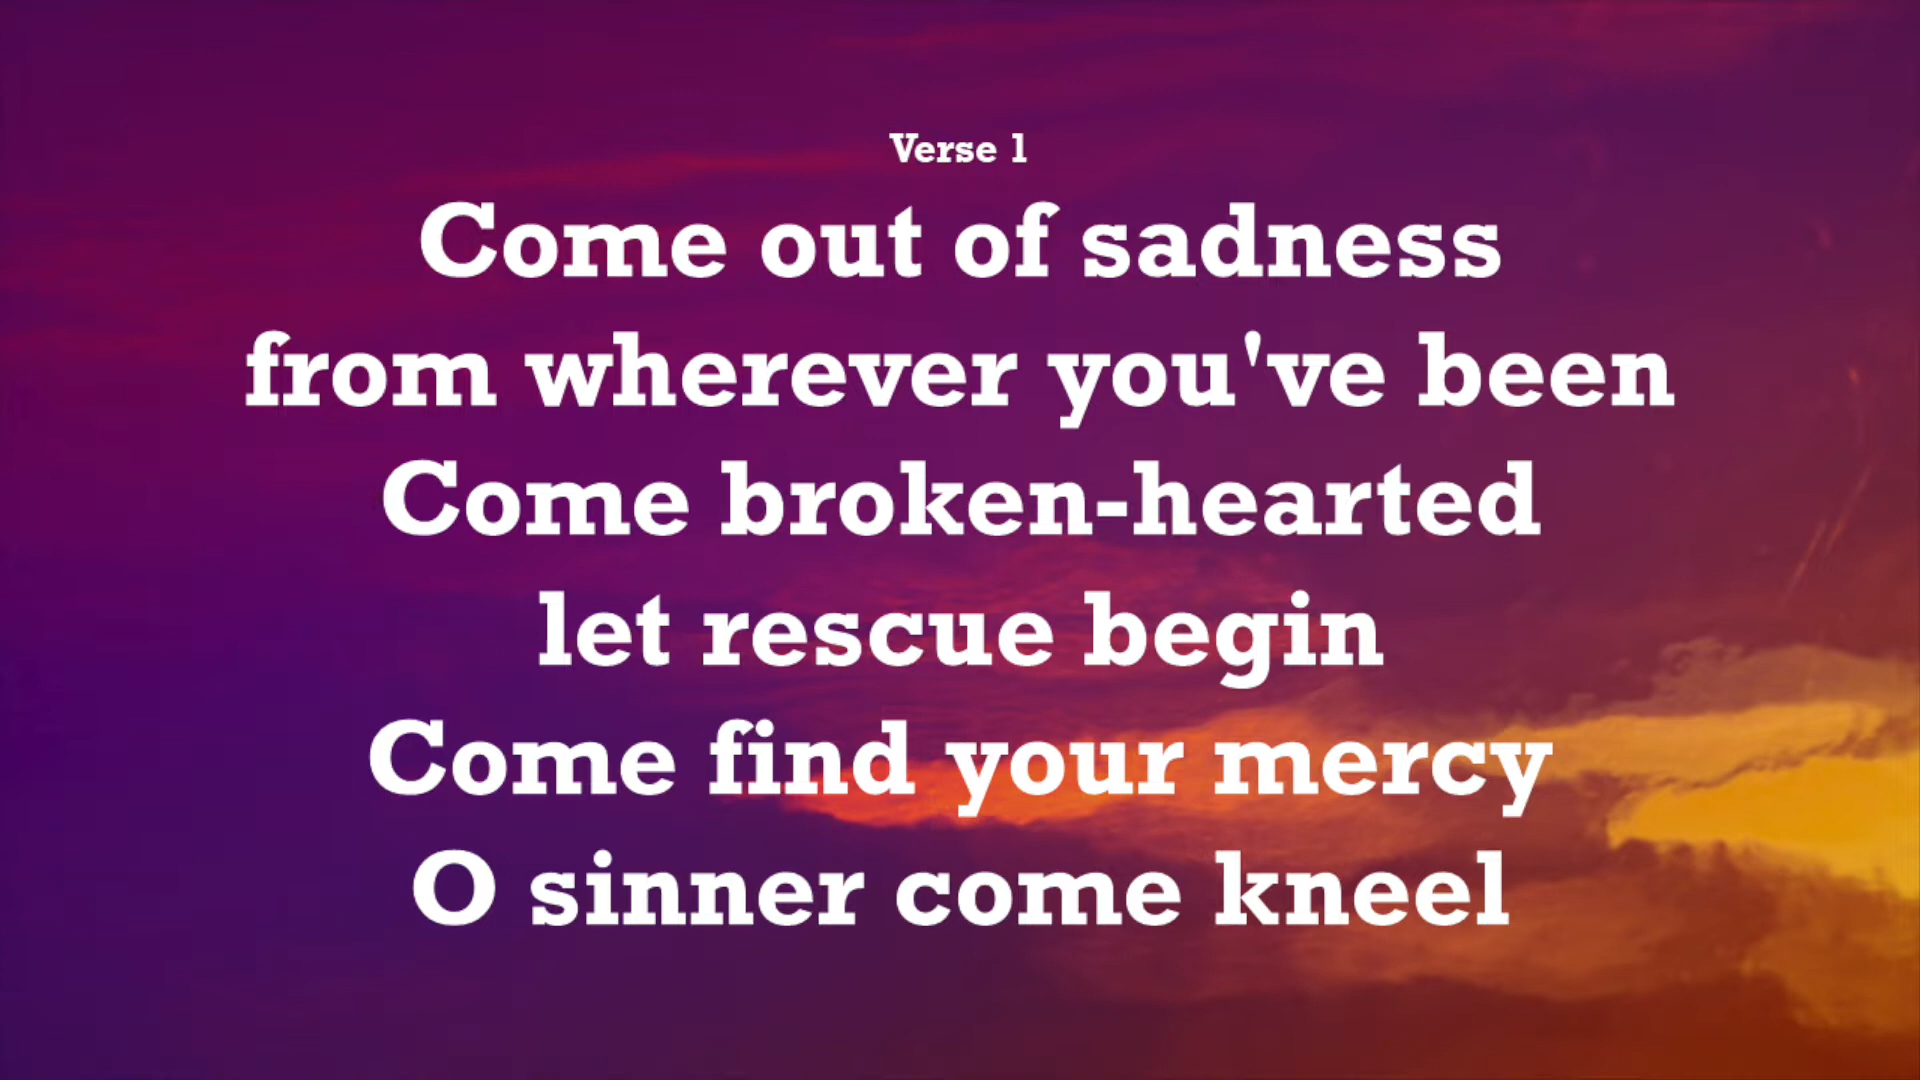 Verse 1
Come out of sadness
from wherever you've been
Come broken-hearted
let rescue begin
Come find your mercy
O sinner come kneel